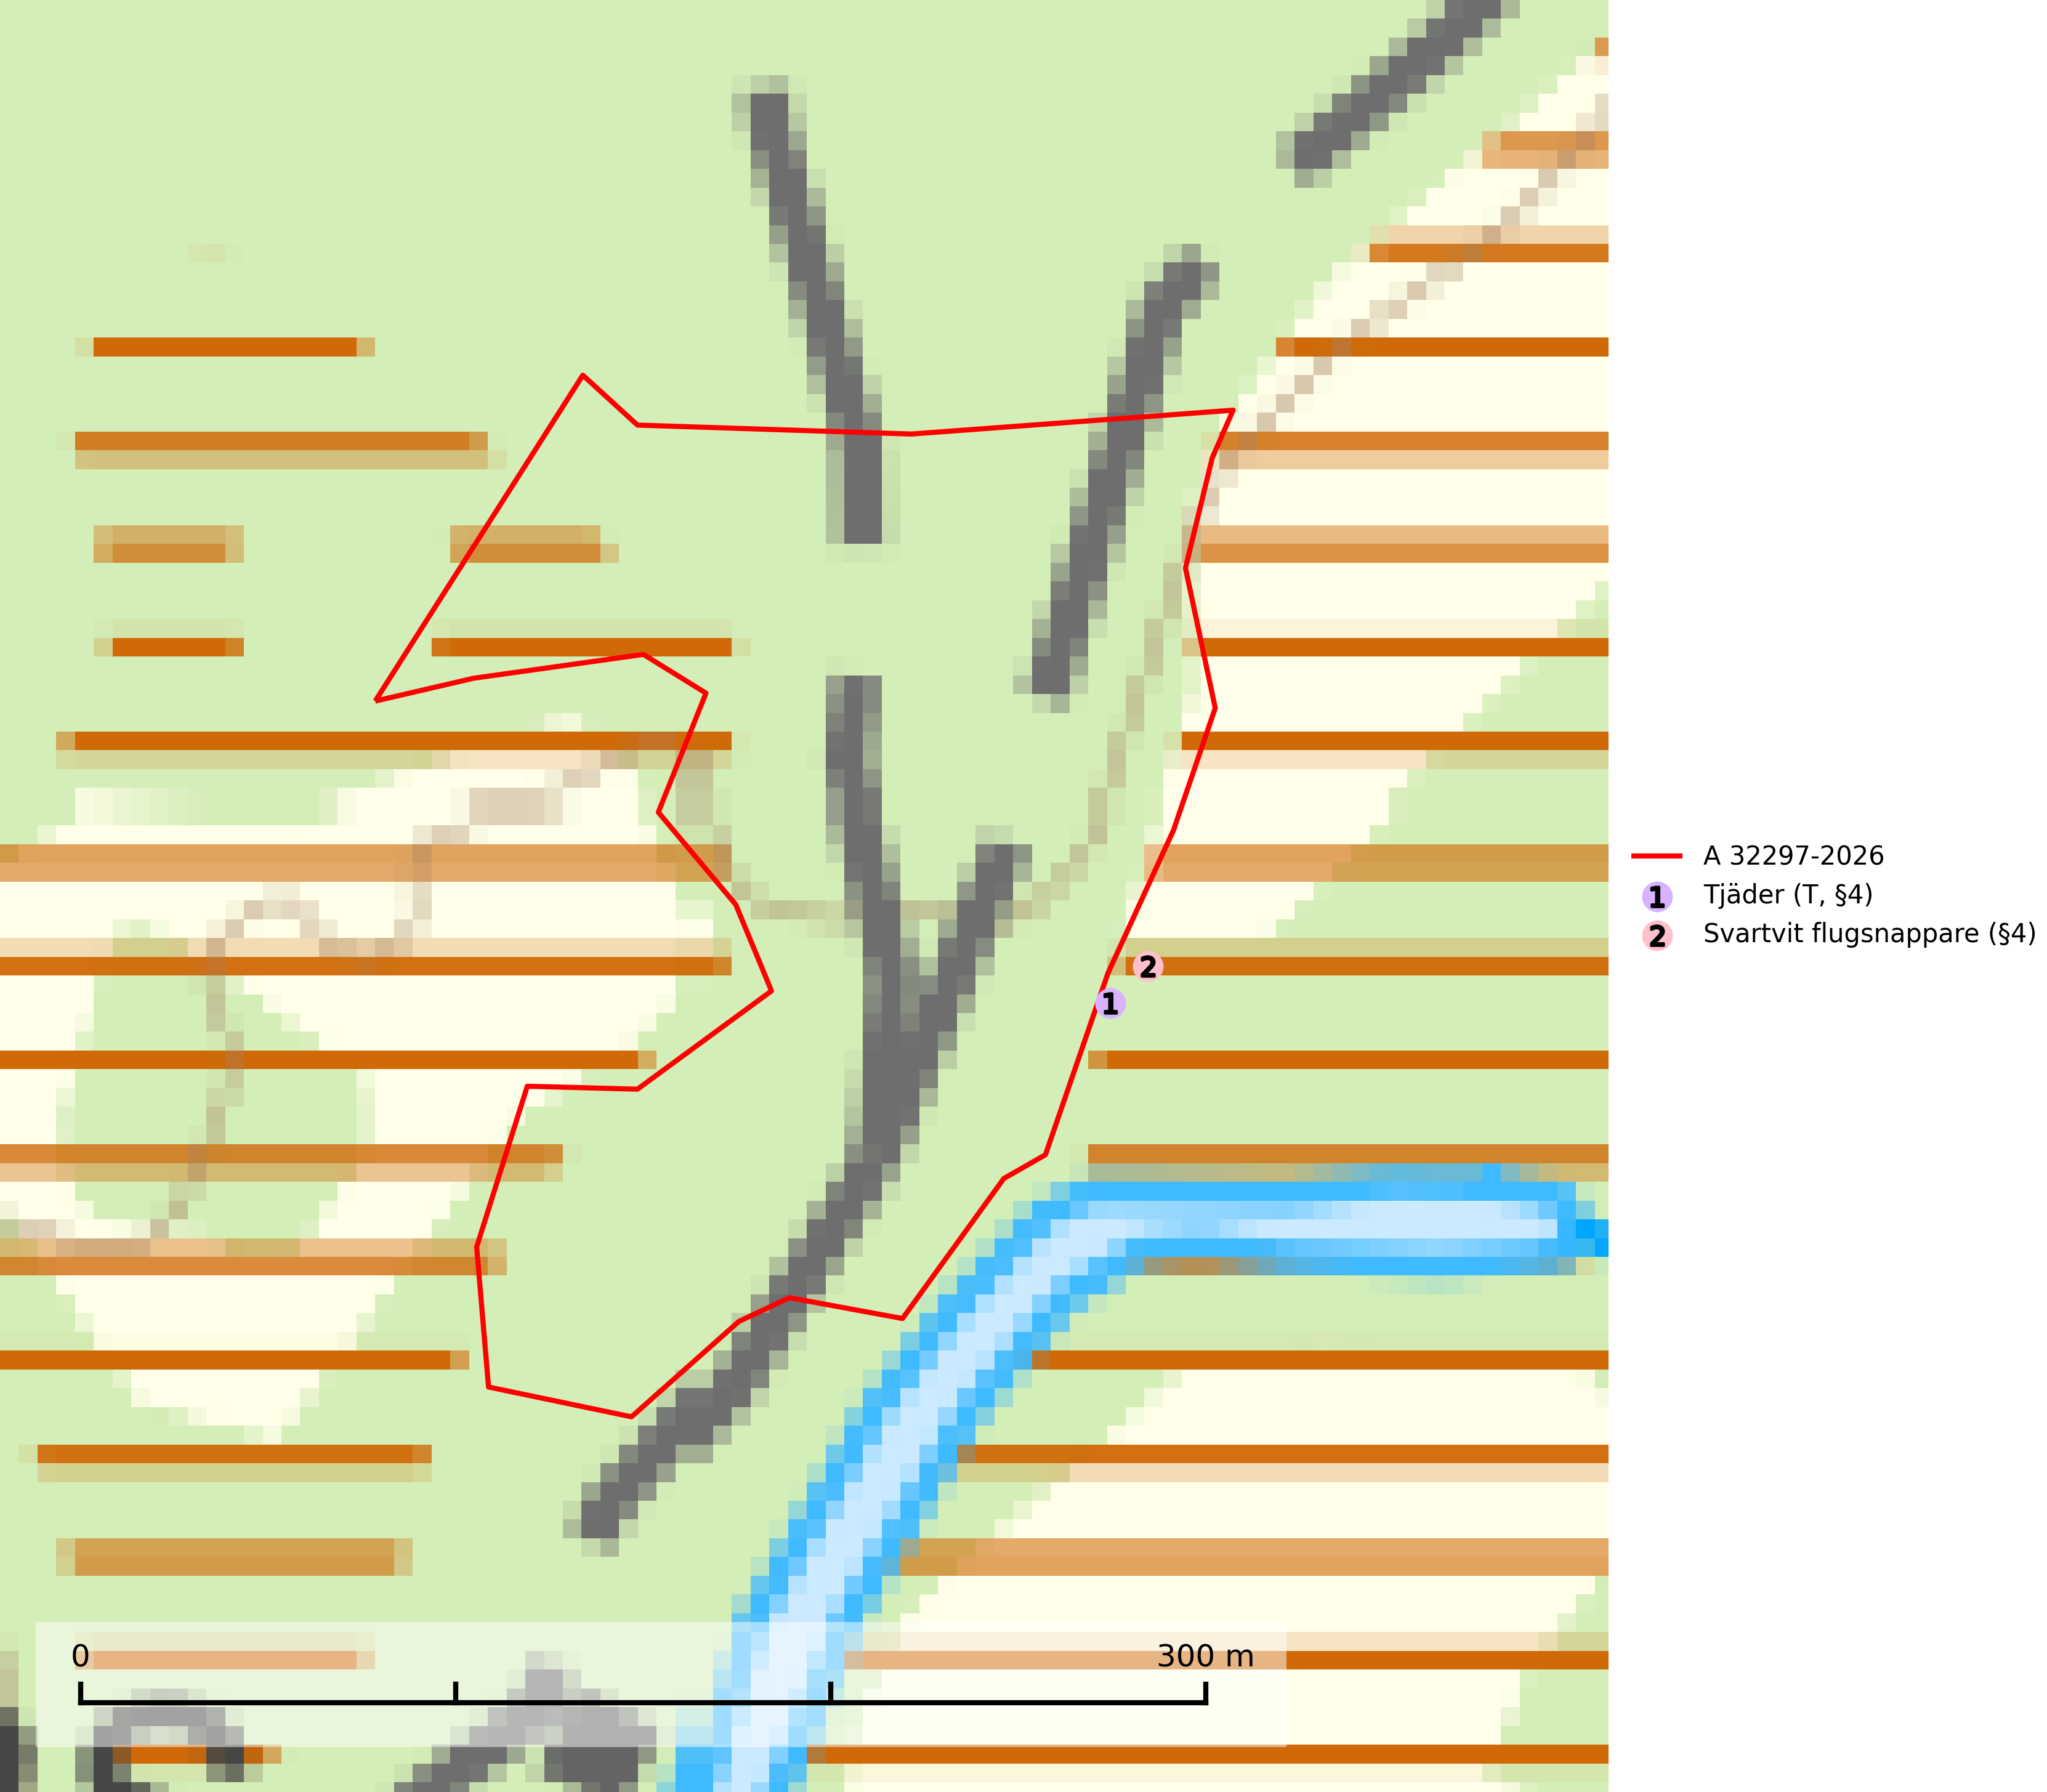 A 32297-2026
1 Tjäder (T, §4)
2 Svartvit flugsnappare (§4)
2
1
0 300 m